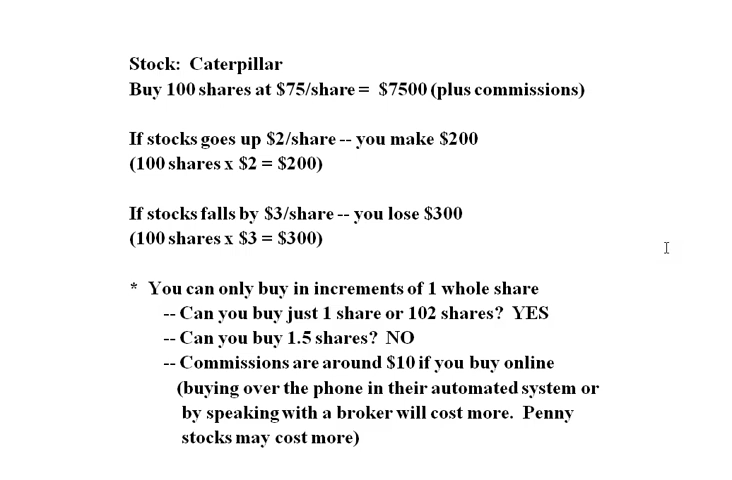 Stock:  Caterpillar
Buy 100 shares at $75/share =  $7500 (plus commissions)
If stocks goes up $2/share -- you make $200
(100 shares x $2 = $200)
If stocks falls by $3/share -- you lose $300
(100 shares x $3 = $300)
*  You can only buy in increments of 1 whole share
-- Can you buy just 1 share or 102 shares?  YES
-- Can you buy 1.5 shares?  NO
-- Commissions are around $10 if you buy online
(buying over the phone in their automated system or
by speaking with a broker will cost more.  Penny
stocks may cost more)